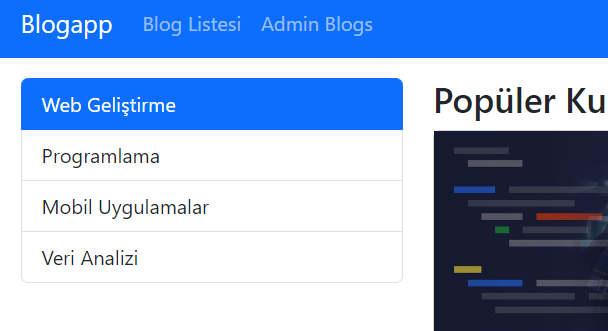 Blogapp Blog Listesi Admin Blogs
Web Geliştirme
Programlama
Mobil Uygulamalar
Veri Analizi
Popüler Ku